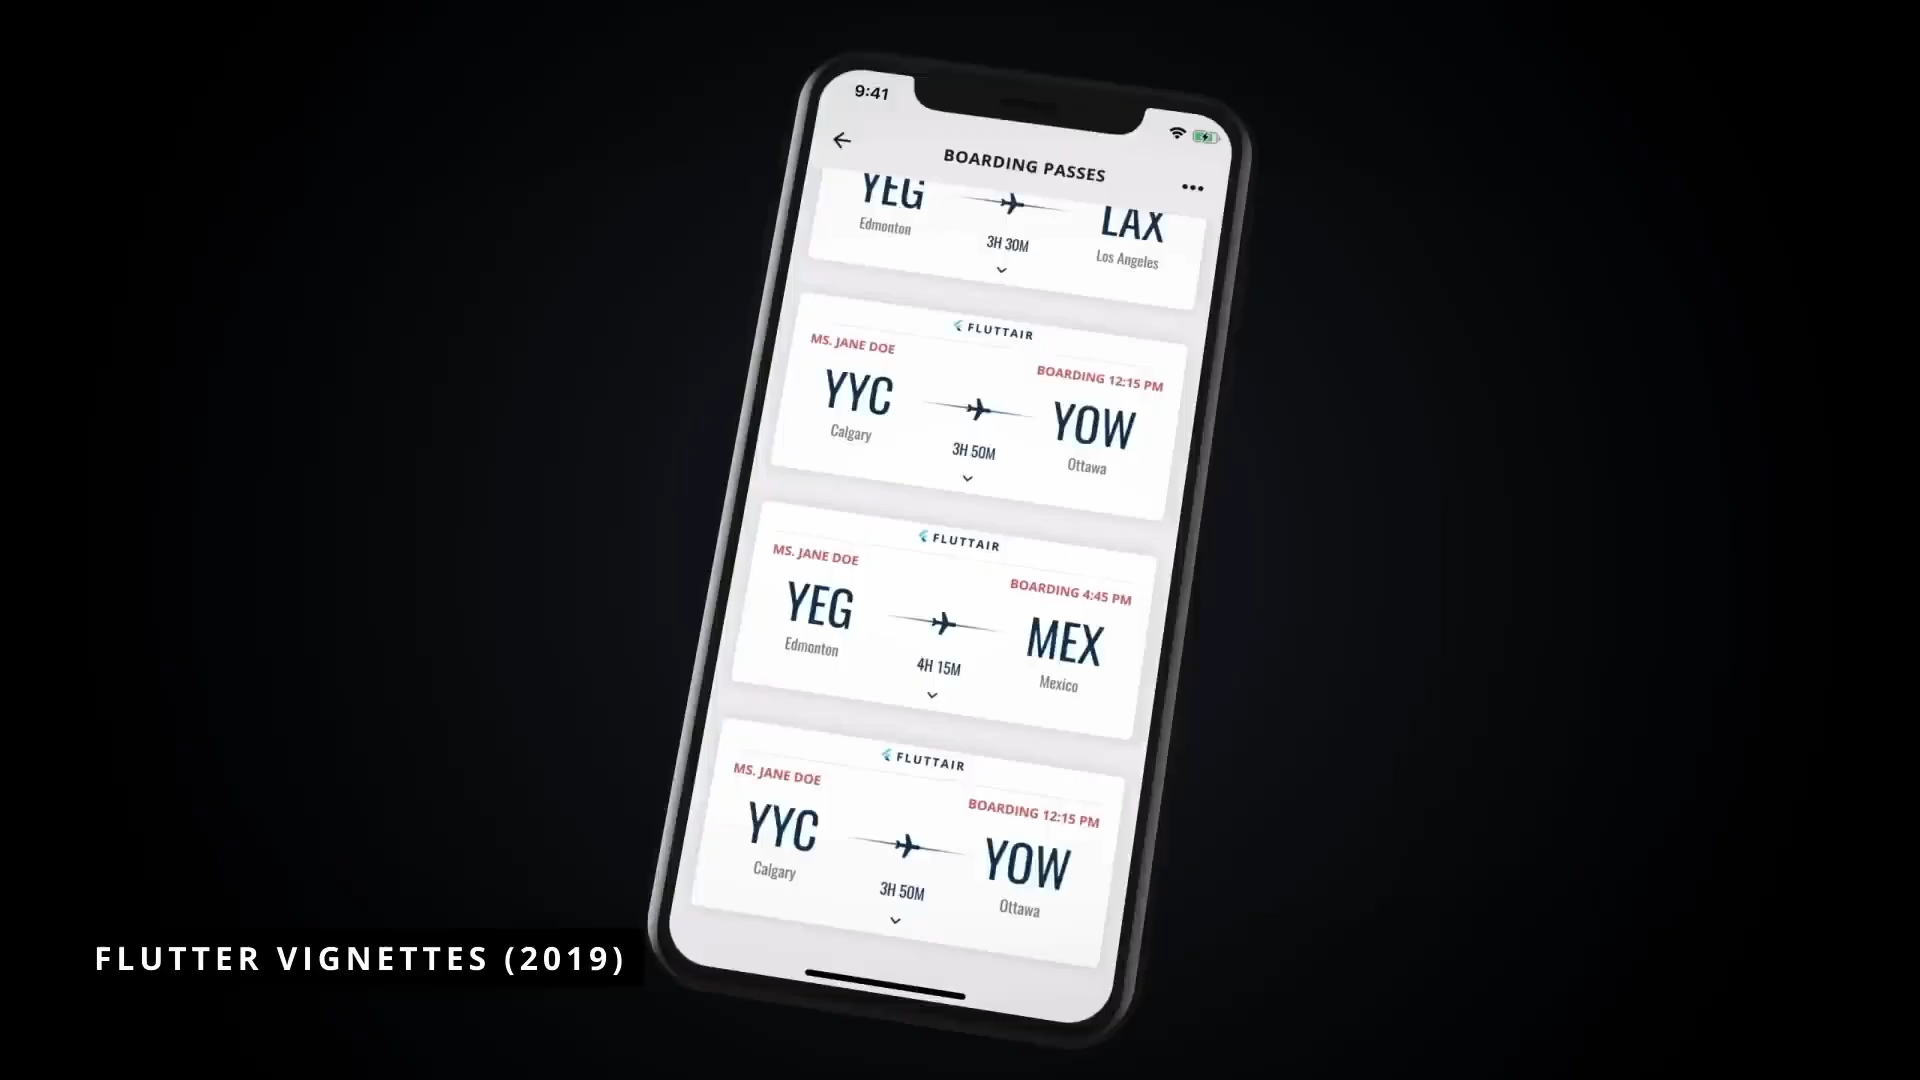 9:41
BOARDING PASSES
YEG
LAX
Edmonton
3H 30M
Los Angeles
FLUTTAIR
MS. JANE DOE
BOARDING 12:15 PM
YYC
YOW
Calgary
3H 50M
Ottawa
FLUTTAIR
MS. JANE DOE
BOARDING 4:45 PM
YEG
MEX
Edmonton
4H 15M
Mexico
FLUTTAIR
MS. JANE DOE
BOARDING 12:15 PM
YYC
YOW
Calgary
3H 50M
Ottawa
FLUTTER VIGNETTES (2019)